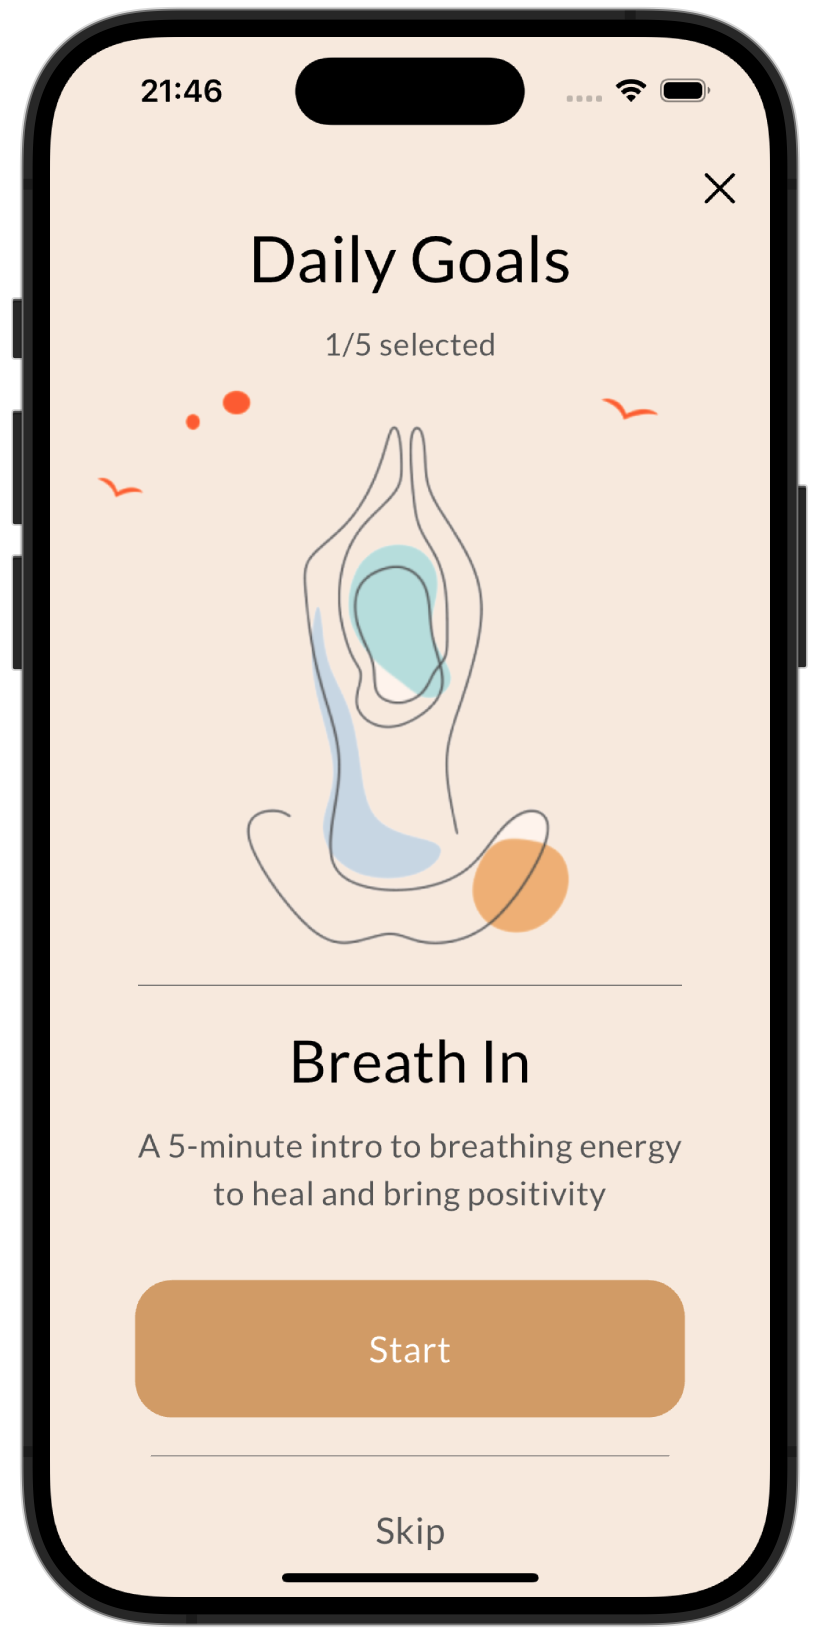 21:46
Daily Goals
1/5 selected
Breath In
A 5-minute intro to breathing energy
to heal and bring positivity
Start
Skip